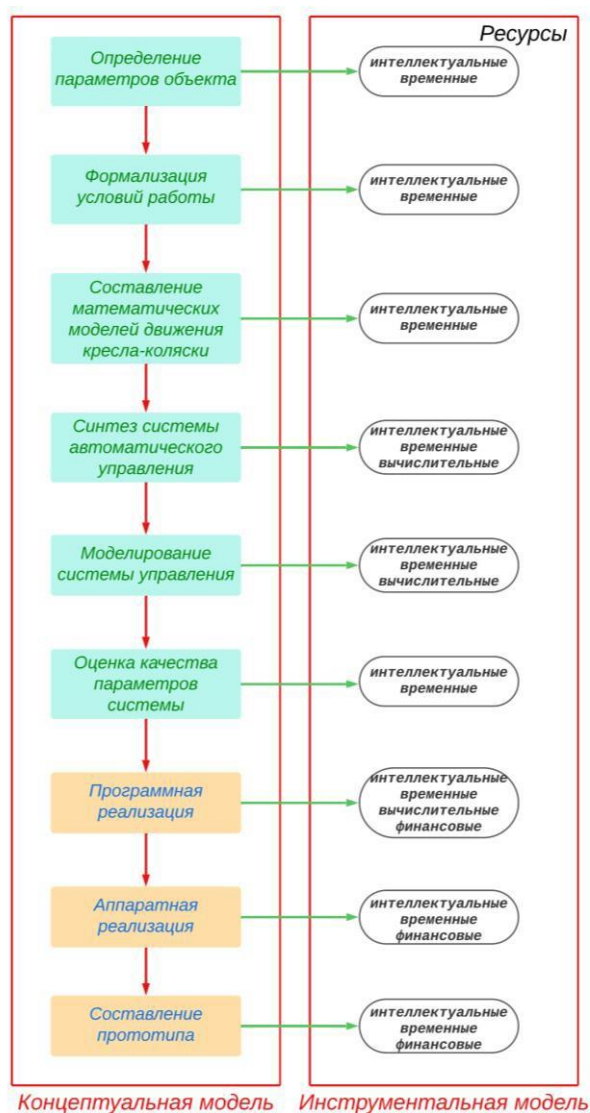 Ресурсы
Определение
параметров объекта
интеллектуальные
временные
Формализация
условий работы
интеллектуальные
временные
Составление
математических
моделей движения
кресла-коляски
интеллектуальные
временные
Синтез системы
автоматического
управления
интеллектуальные
временные
вычислительные
Моделирование
системы управления
интеллектуальные
временные
вычислительные
Оценка качества
параметров
системы
интеллектуальные
временные
Программная
реализация
интеллектуальные
временные
вычислительные
финансовые
Аппаратная
реализация
интеллектуальные
временные
финансовые
Составление
прототипа
интеллектуальные
временные
финансовые
Концептуальная модель
Инструментальная модель